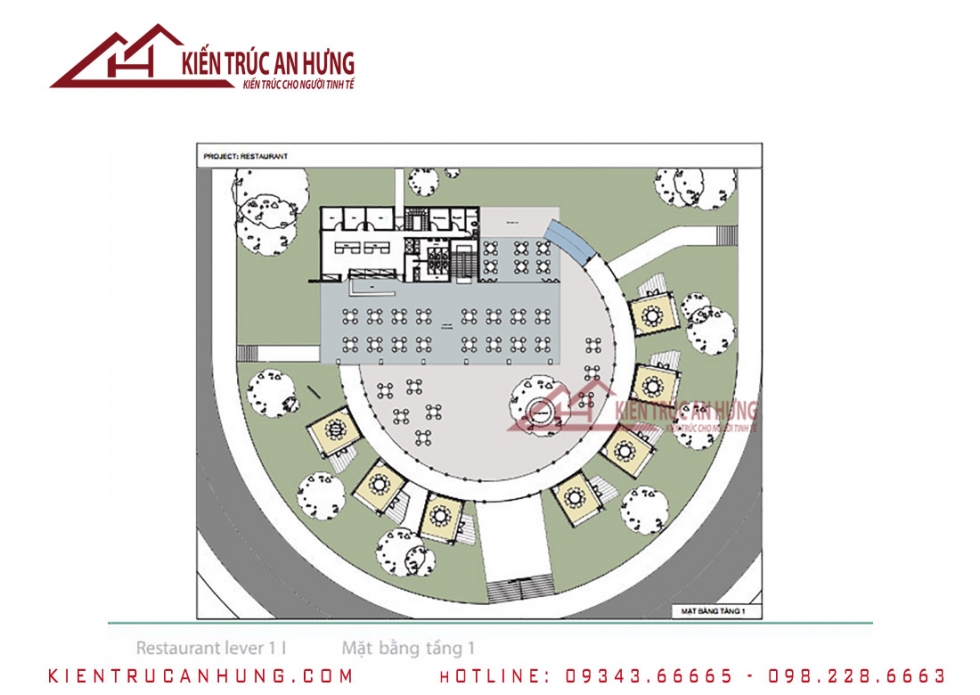 KIẾN TRÚC AN HƯNG
KIẾN TRÚC CHO NGƯỜI TINH TẾ
PROJECT: RESTAURANT
KIẾN TRÚC AN HƯNG
KIẾN TRÚC CHO NGƯỜI TINH TẾ
MẶT BẰNG TẦNG 1
Restaurant lever 1 I Mặt bằng tầng 1
KIENTRUCANHUNG.COM HOTLINE: 09343.66665 - 098.228.6663